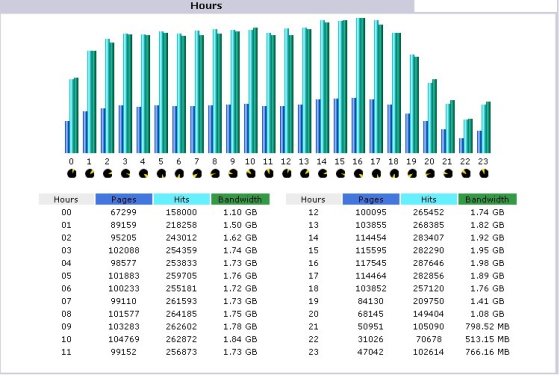 Hours
0 1 2 3 4 5 6 7 8 9 10 11 12 13 14 15 16 17 18 19 20 21 22 23
Hours Pages Hits Bandwidth Hours Pages Hits Bandwidth
00 67299 158000 1.10 GB 12 100095 265452 1.74 GB
01 89159 218258 1.50 GB 13 103855 268385 1.82 GB
02 95205 243012 1.62 GB 14 114454 283407 1.92 GB
03 102088 254359 1.74 GB 15 115595 282290 1.95 GB
04 98577 253833 1.73 GB 16 117545 287646 1.98 GB
05 101883 259705 1.76 GB 17 114464 282856 1.89 GB
06 100233 255181 1.72 GB 18 103852 257120 1.76 GB
07 99110 261593 1.73 GB 19 84130 209750 1.41 GB
08 101577 264185 1.75 GB 20 68145 149404 1.08 GB
09 103283 262602 1.78 GB 21 50951 105090 798.52 MB
10 104769 262872 1.84 GB 22 31026 70678 513.15 MB
11 99152 256873 1.73 GB 23 47042 102614 766.16 MB